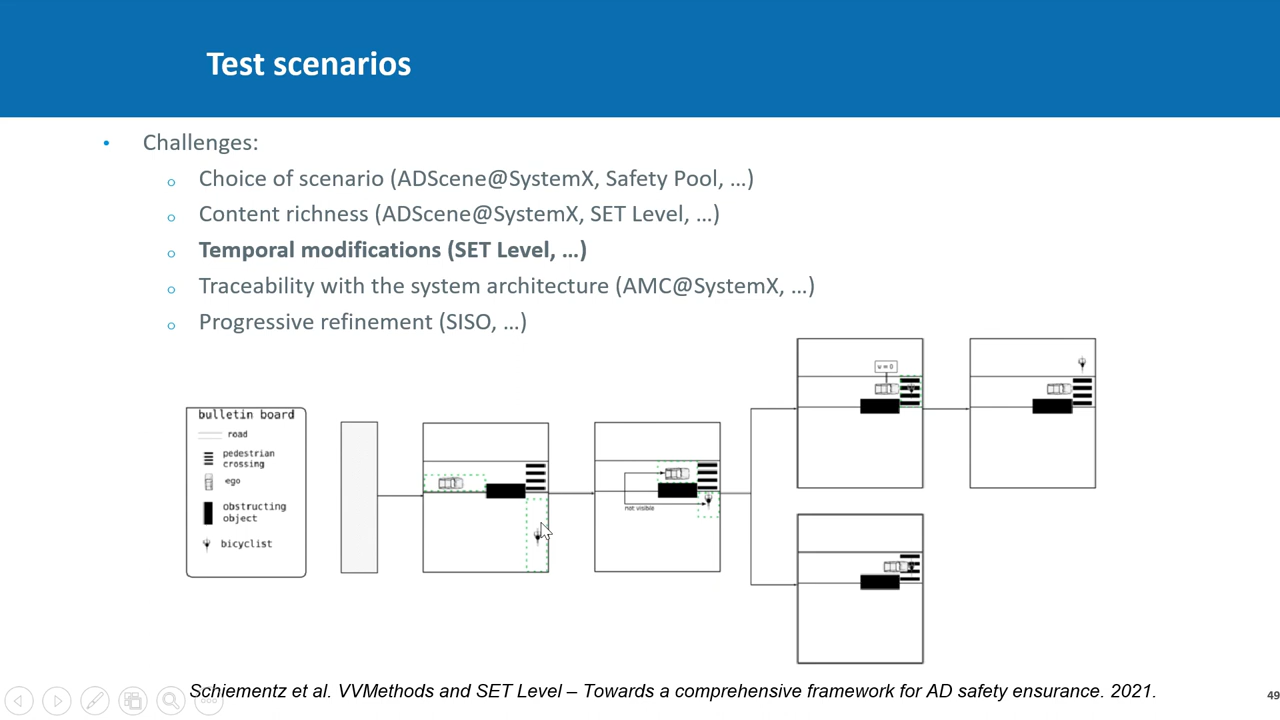 Test scenarios
• Challenges:
o Choice of scenario (ADScene@SystemX, Safety Pool, …)
o Content richness (ADScene@SystemX, SET Level, …)
o Temporal modifications (SET Level, …)
o Traceability with the system architecture (AMC@SystemX, …)
o Progressive refinement (SISO, …)
bulletin board
road
pedestrian
crossing
ego
obstructing
object
bicyclist
not visible
u = 0
Schiementz et al. VVMethods and SET Level – Towards a comprehensive framework for AD safety ensurance. 2021.
49